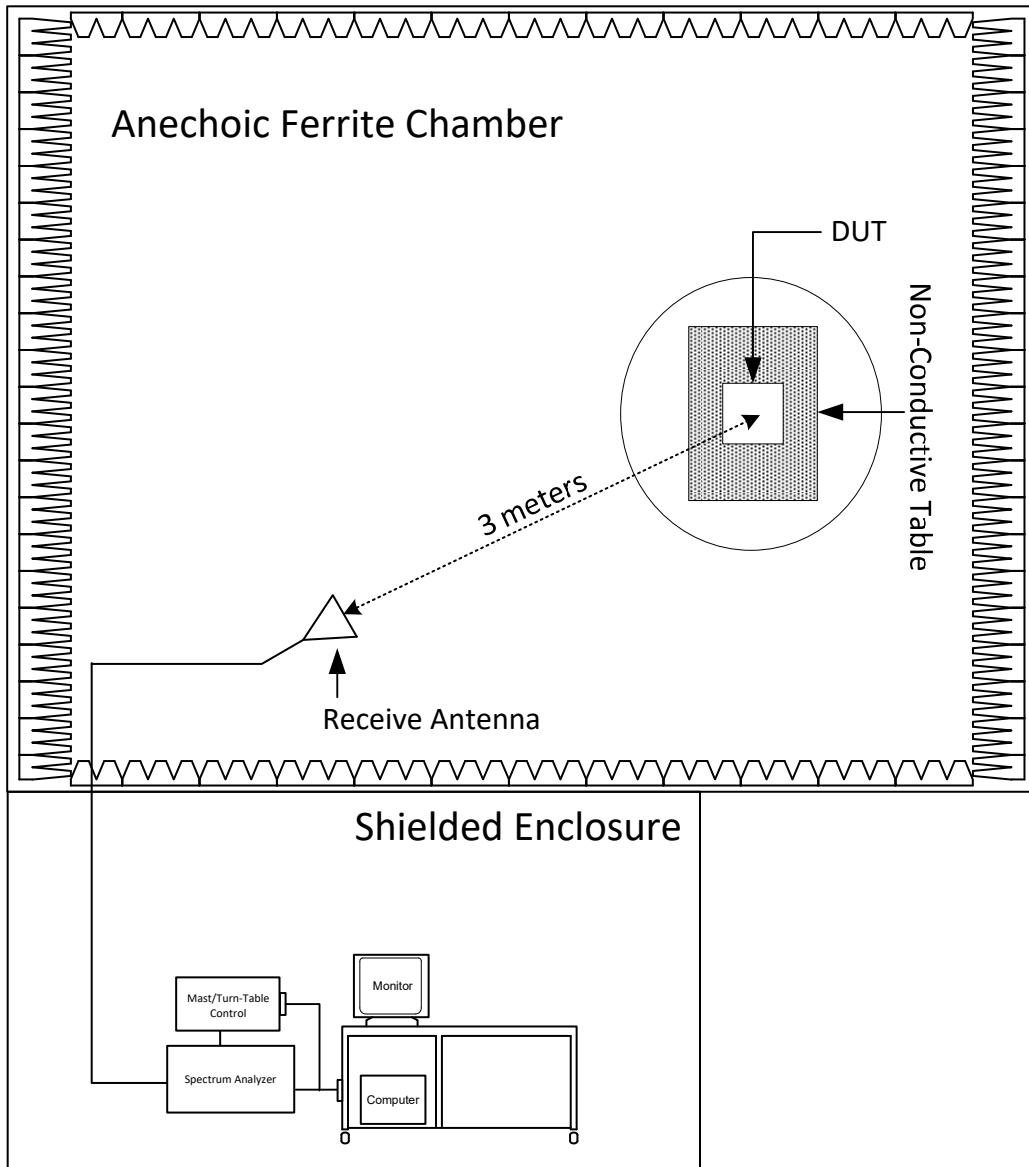 Anechoic Ferrite Chamber
DUT
Non-Conductive Table
3 meters
Receive Antenna
Shielded Enclosure
Monitor
Mast/Turn-Table
Control
Spectrum Analyzer
Computer